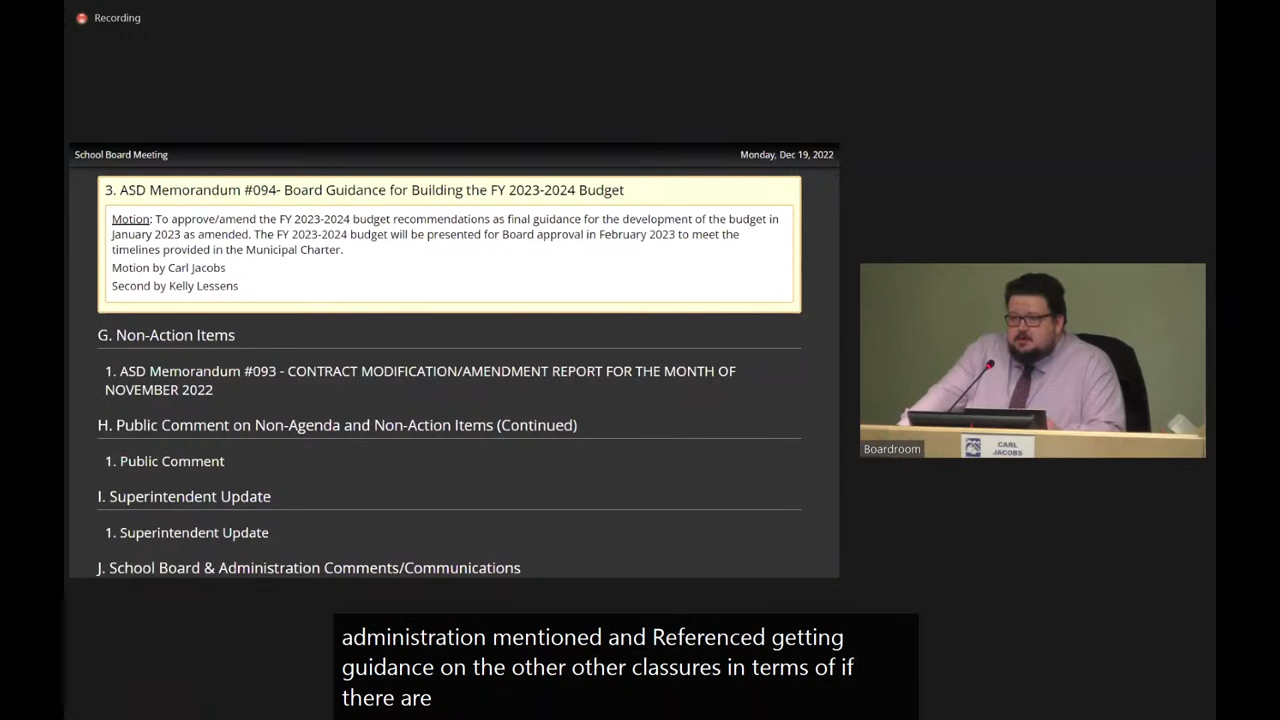 Recording
School Board Meeting
Monday, Dec 19, 2022
3. ASD Memorandum #094- Board Guidance for Building the FY 2023-2024 Budget
Motion: To approve/amend the FY 2023-2024 budget recommendations as final guidance for the development of the budget in
January 2023 as amended. The FY 2023-2024 budget will be presented for Board approval in February 2023 to meet the
timelines provided in the Municipal Charter.
Motion by Carl Jacobs
Second by Kelly Lessens
G. Non-Action Items
1. ASD Memorandum #093 - CONTRACT MODIFICATION/AMENDMENT REPORT FOR THE MONTH OF
NOVEMBER 2022
H. Public Comment on Non-Agenda and Non-Action Items (Continued)
1. Public Comment
I. Superintendent Update
1. Superintendent Update
J. School Board & Administration Comments/Communications
Boardroom
CARL
JACOBS
administration mentioned and Referenced getting
guidance on the other other classures in terms of if
there are